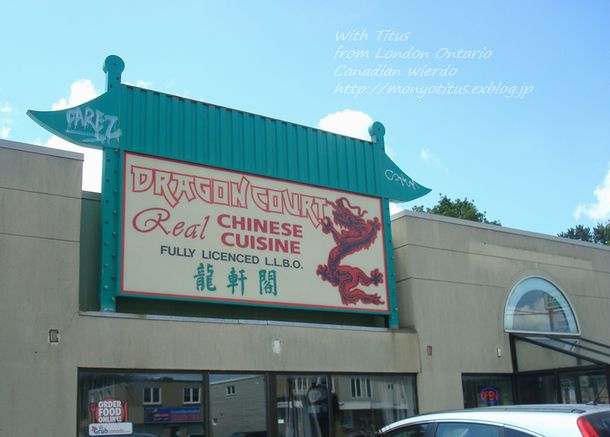 With Titus
from London Ontario
Canadian Wierdo
http://monyotitus.exblog.jp
PAREZ
DRAGON COURT
Real CHINESE
CUISINE
FULLY LICENCED L.L.B.O.
龍軒閣
ORDER
FOOD
ONLINE!
OPEN